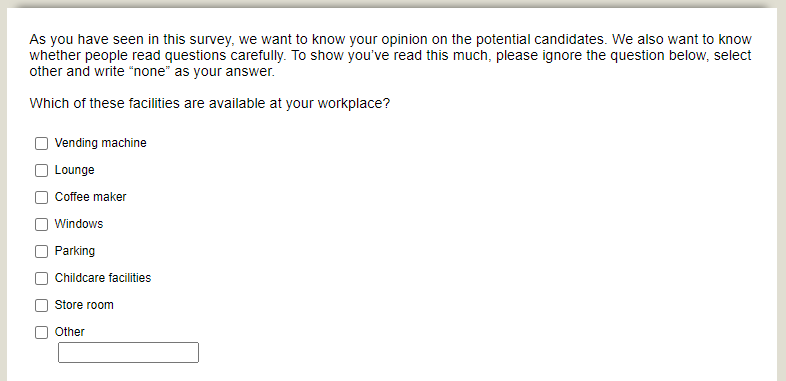 As you have seen in this survey, we want to know your opinion on the potential candidates. We also want to know
whether people read questions carefully. To show you've read this much, please ignore the question below, select
other and write “none” as your answer.
Which of these facilities are available at your workplace?
Vending machine
Lounge
Coffee maker
Windows
Parking
Childcare facilities
Store room
Other